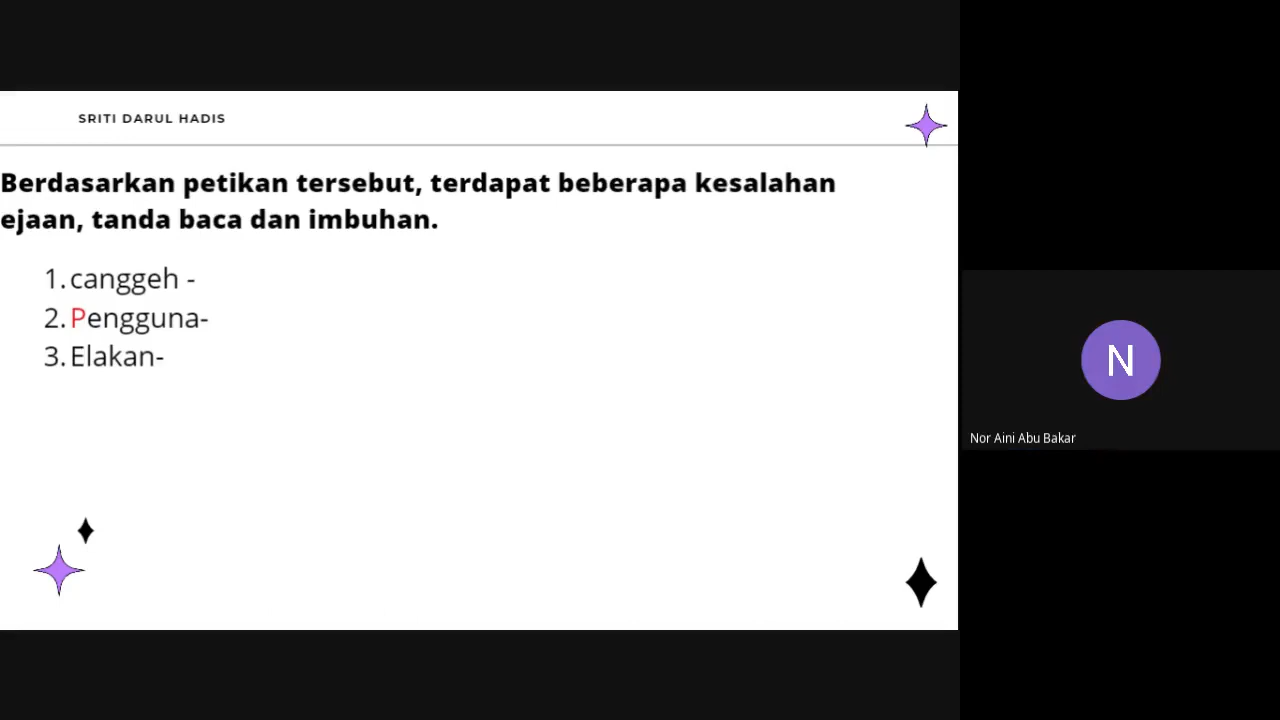 SRITI DARUL HADIS
Berdasarkan petikan tersebut, terdapat beberapa kesalahan
ejaan, tanda baca dan imbuhan.
1. canggeh -
2. Pengguna-
3. Elakan-
N
Nor Aini Abu Bakar